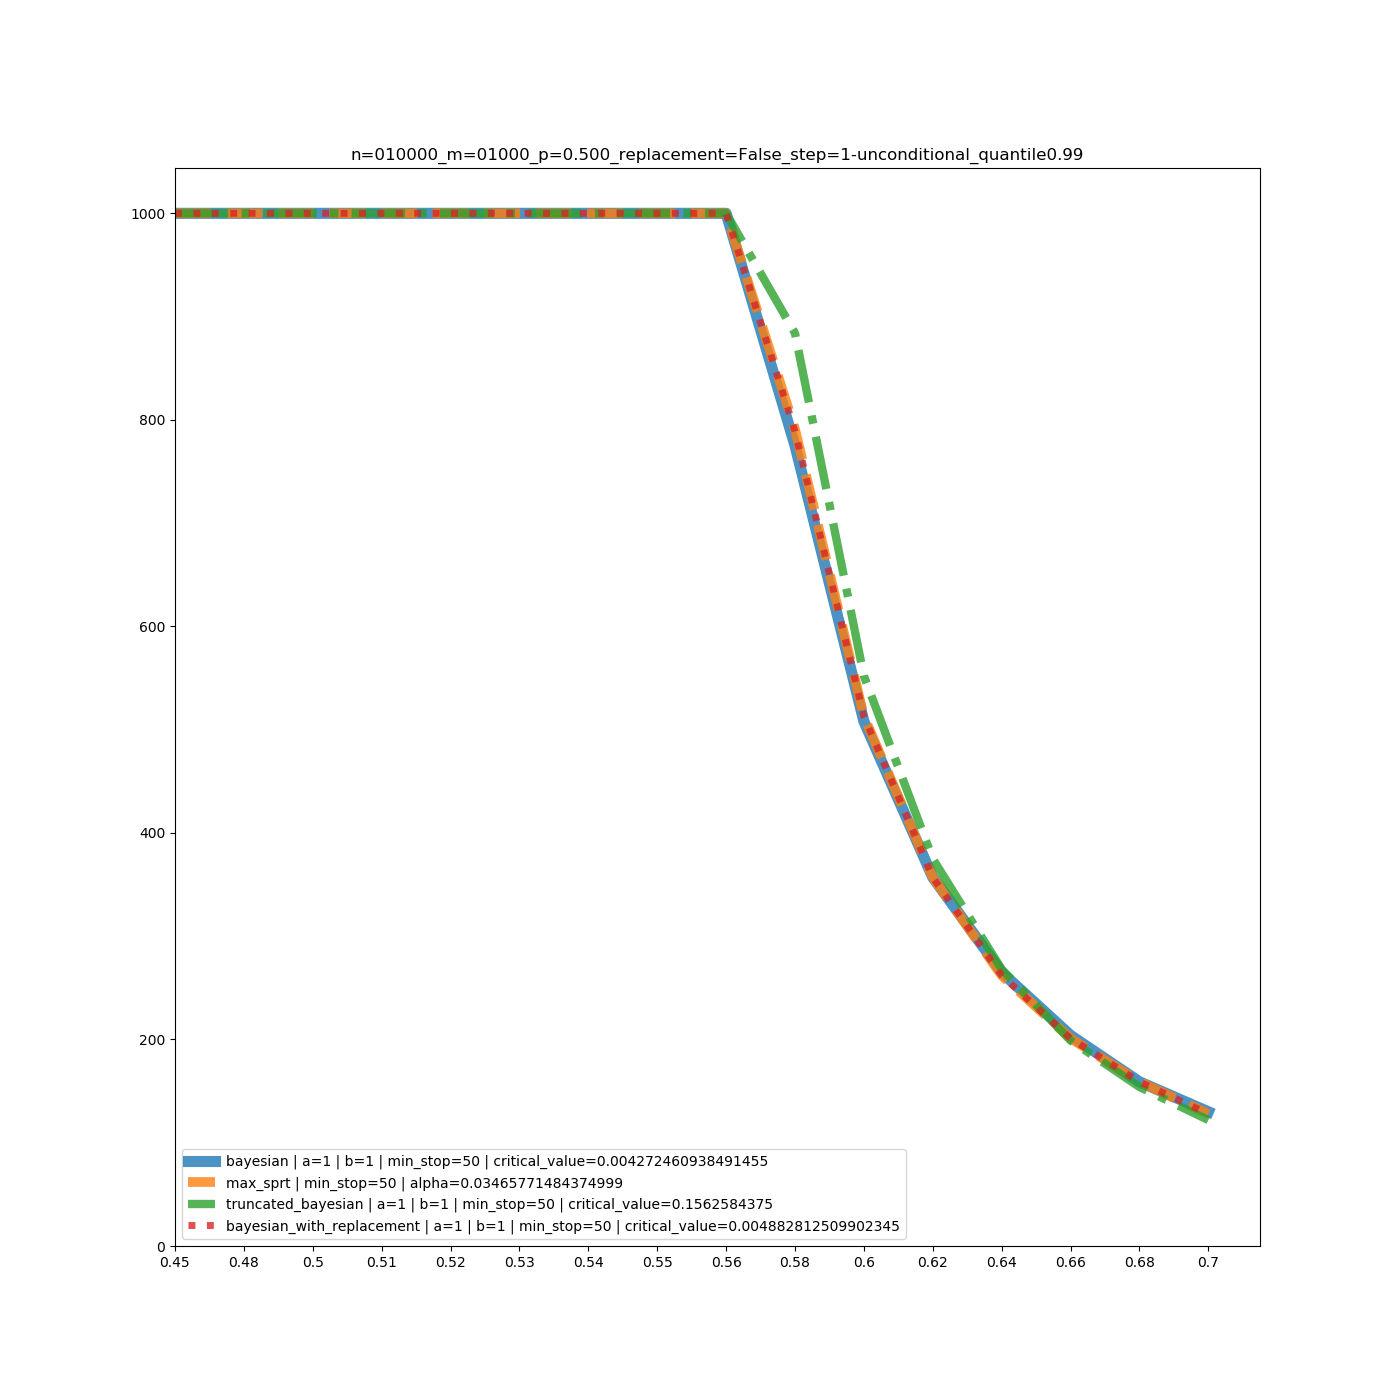 n=010000_m=01000_p=0.500_replacement=False_step=1-unconditional_quantile0.99
1000
800
600
400
200
0
bayesian | a=1 | b=1 | min_stop=50 | critical_value=0.004272460938491455
max_sprt | min_stop=50 | alpha=0.03465771484374999
truncated_bayesian | a=1 | b=1 | min_stop=50 | critical_value=0.1562584375
bayesian_with_replacement | a=1 | b=1 | min_stop=50 | critical_value=0.004882812509902345
0.45 0.48 0.5 0.51 0.52 0.53 0.54 0.55 0.56 0.58 0.6 0.62 0.64 0.66 0.68 0.7